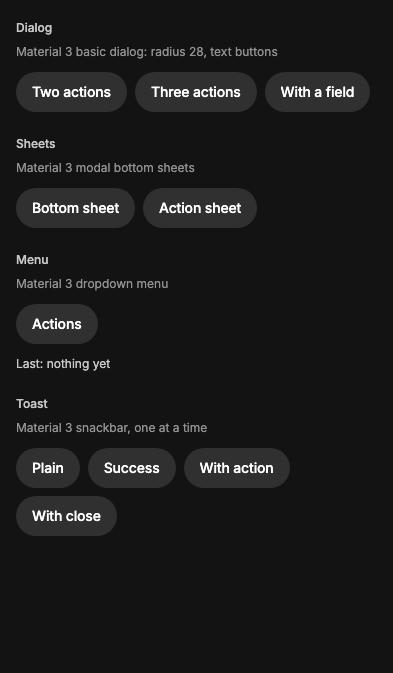 Dialog
Material 3 basic dialog: radius 28, text buttons
Two actions Three actions With a field
Sheets
Material 3 modal bottom sheets
Bottom sheet Action sheet
Menu
Material 3 dropdown menu
Actions
Last: nothing yet
Toast
Material 3 snackbar, one at a time
Plain Success With action
With close